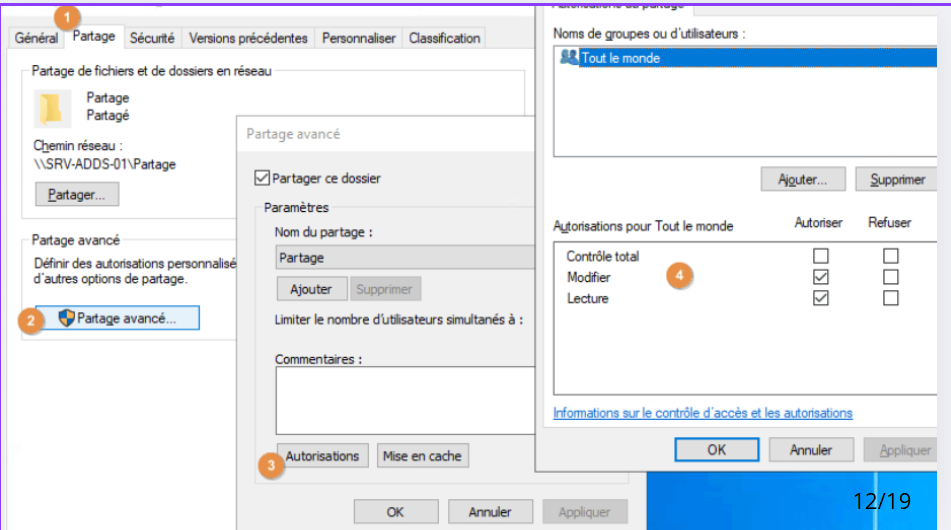 1
Général Partage Sécurité Versions précédentes Personnaliser Classification
Partage de fichiers et de dossiers en réseau
Partage
Partagé
Chemin réseau :
\\SRV-ADDS-01\Partage
Partager...
Partage avancé
Définir des autorisations personnalisé
d'autres options de partage.
2
Partage avancé...
Partage avancé
Partager ce dossier
Paramètres
Nom du partage :
Partage
Ajouter Supprimer
Limiter le nombre d'utilisateurs simultanés à :
Commentaires :
3
Autorisations Mise en cache
OK Annuler Appliquer
Autorisations du partage
Noms de groupes ou d'utilisateurs :
Tout le monde
Ajouter... Supprimer
Autorisations pour Tout le monde Autoriser Refuser
Contrôle total
Modifier
4
Lecture
Informations sur le contrôle d'accès et les autorisations
OK Annuler Appliquer
12/19